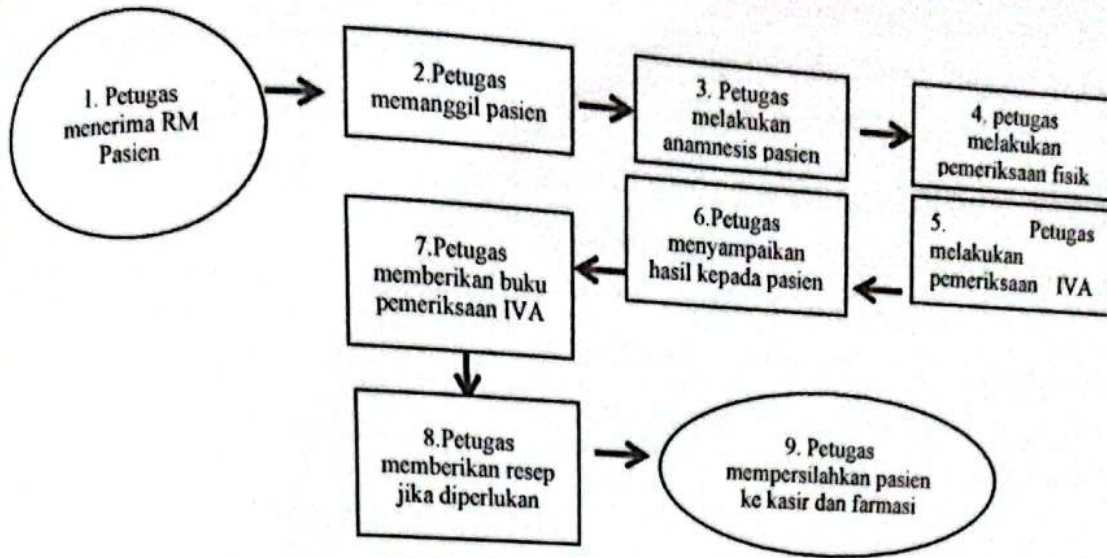 1. Petugas
menerima RM
Pasien
2.Petugas
memanggil pasien
3. Petugas
melakukan
anamnesis pasien
4, petugas
melakukan
pemeriksaan fisik
5. Petugas
melakukan
pemeriksaan IVA
6.Petugas
menyampaikan
hasil kepada pasien
7.Petugas
memberikan buku
pemeriksaan IVA
8.Petugas
memberikan resep
jika diperlukan
9. Petugas
mempersilahkan pasien
ke kasir dan farmasi